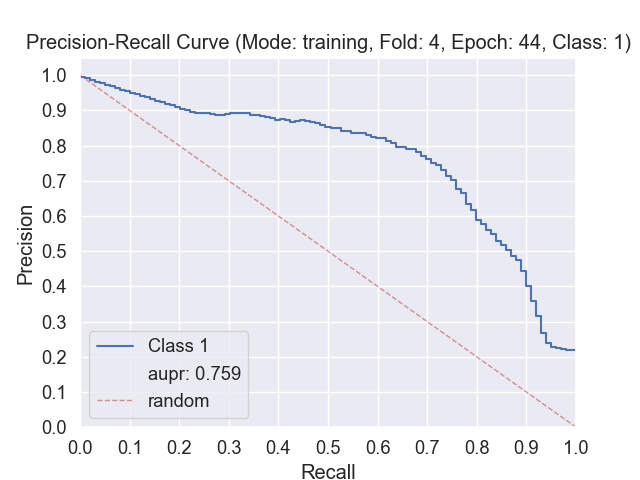 Precision-Recall Curve (Mode: training, Fold: 4, Epoch: 44, Class: 1)
1.0
0.9
0.8
0.7
0.6
0.5
0.4
0.3
0.2
0.1
0.0
Precision
Class 1
aupr: 0.759
random
0.0 0.1 0.2 0.3 0.4 0.5 0.6 0.7 0.8 0.9 1.0
Recall